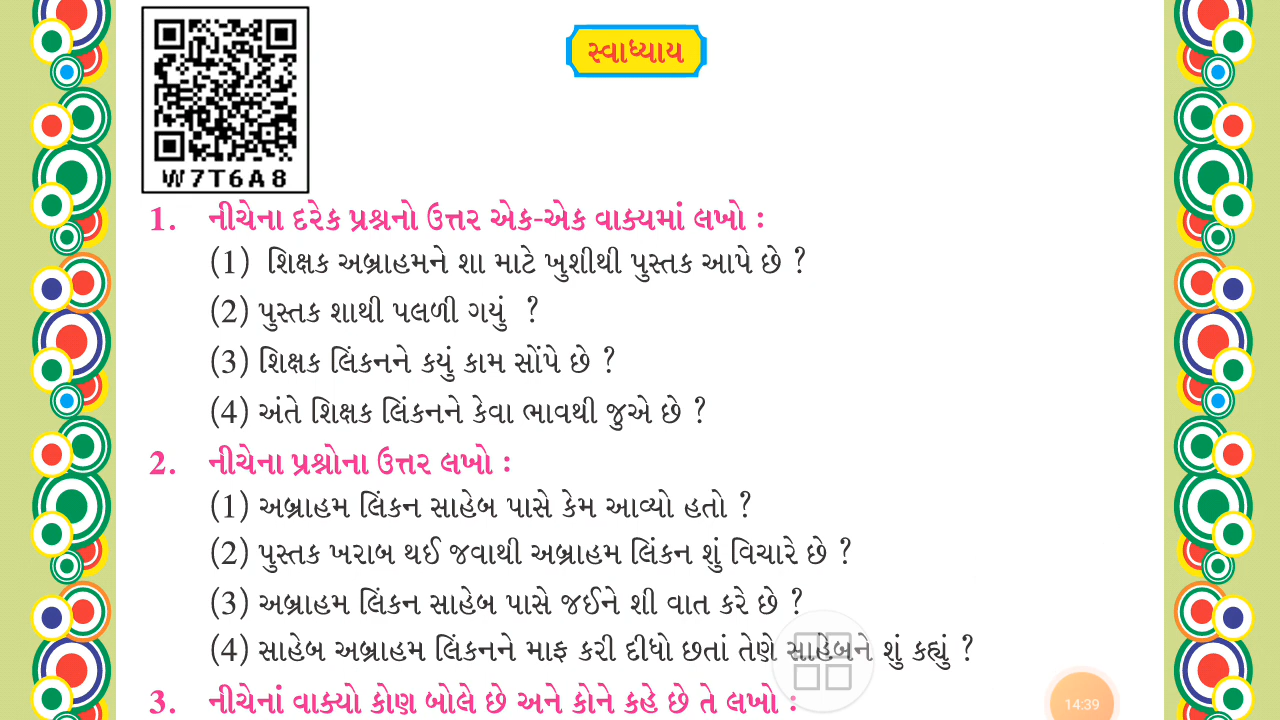 સ્વાધ્યાય
W7T6A8
1. નીચેના દરેક પ્રશ્નનો ઉત્તર એક-એક વાક્યમાં લખો :
(1) શિક્ષક અબ્રાહમને શા માટે ખુશીથી પુસ્તક આપે છે ?
(2) પુસ્તક શાથી પલળી ગયું ?
(3) શિક્ષક લિંકનને કયું કામ સોંપે છે ?
(4) અંતે શિક્ષક લિંકનને કેવા ભાવથી જુએ છે ?
2. નીચેના પ્રશ્નોના ઉત્તર લખો :
(1) અબ્રાહમ લિંકન સાહેબ પાસે કેમ આવ્યો હતો ?
(2) પુસ્તક ખરાબ થઈ જવાથી અબ્રાહમ લિંકન શું વિચારે છે ?
(3) અબ્રાહમ લિંકન સાહેબ પાસે જઈને શી વાત કરે છે ?
(4) સાહેબ અબ્રાહમ લિંકનને માફ કરી દીધો છતાં તેણે સાહેબને શું કહ્યું ?
3. નીચેનાં વાક્યો કોણ બોલે છે અને કોને કહે છે તે લખો :
14:39